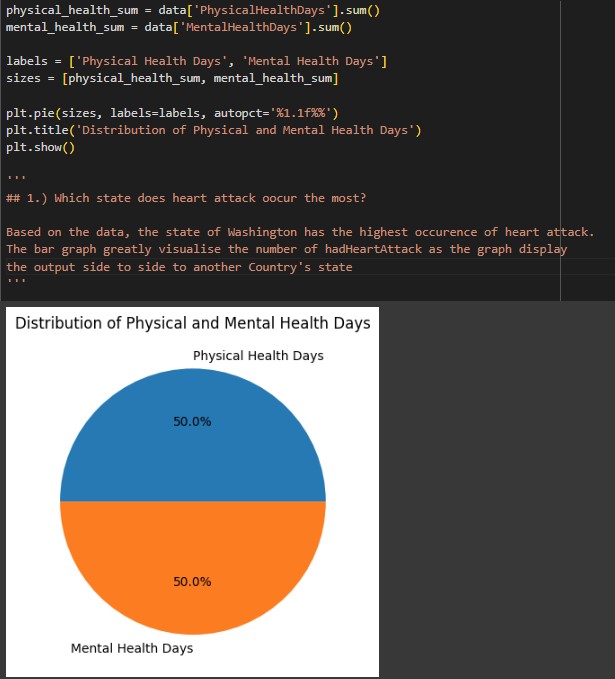 physical_health_sum = data['PhysicalHealthDays'].sum()
mental_health_sum = data['MentalHealthDays'].sum()
labels = ['Physical Health Days', 'Mental Health Days']
sizes = [physical_health_sum, mental_health_sum]
plt.pie(sizes, labels=labels, autopct='%1.1f%%')
plt.title('Distribution of Physical and Mental Health Days')
plt.show()
'''
## 1.) Which state does heart attack oocur the most?
Based on the data, the state of Washington has the highest occurence of heart attack.
The bar graph greatly visualise the number of hadHeartAttack as the graph display
the output side to side to another Country's state
'''
Distribution of Physical and Mental Health Days
Physical Health Days
50.0%
50.0%
Mental Health Days